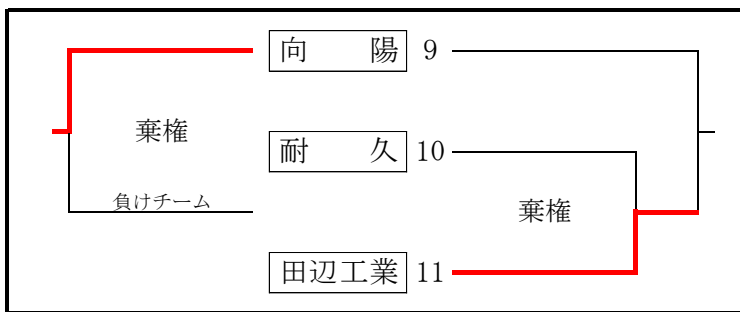 向　　陽 9
棄権
耐　　久 10
負けチーム
棄権
田辺工業 11